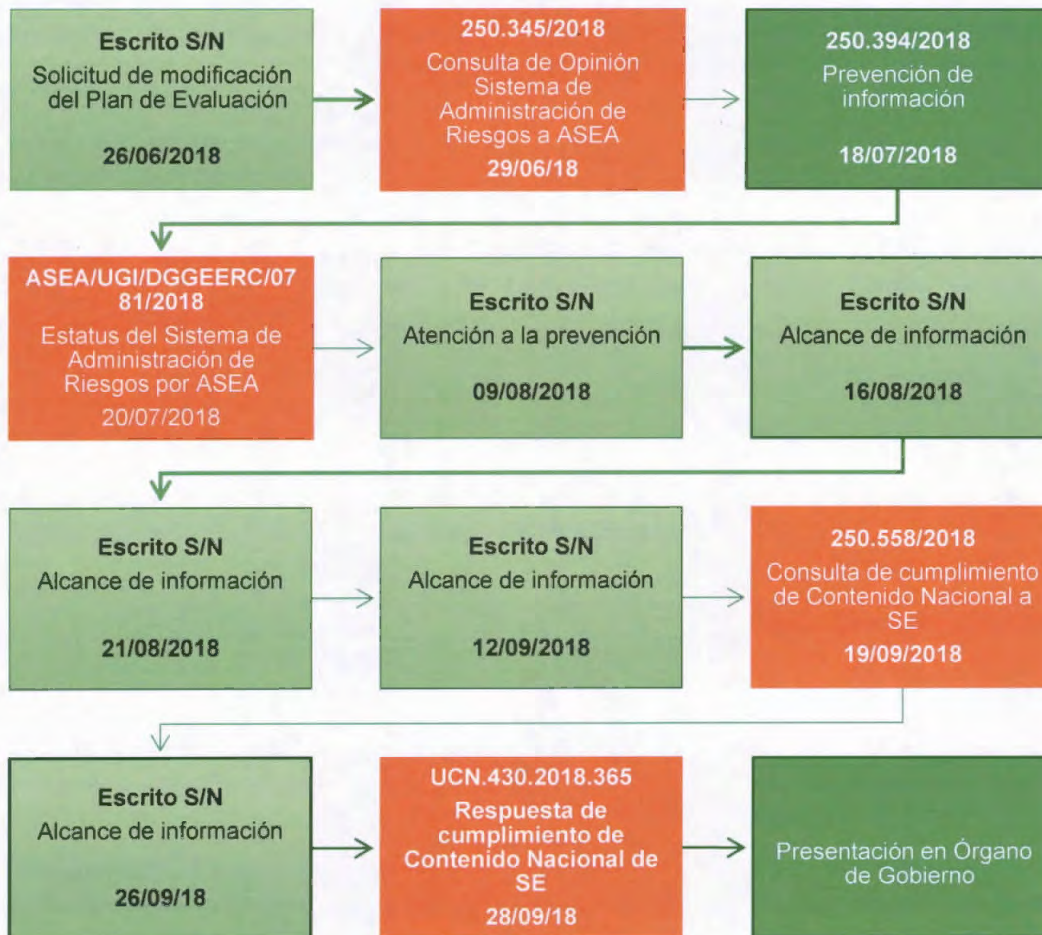 Escrito S/N
Solicitud de modificación
del Plan de Evaluación
26/06/2018
250.345/2018
Consulta de Opinión
Sistema de
Administración de
Riesgos a ASEA
29/06/18
250.394/2018
Prevención de
información
18/07/2018
ASEA/UGI/DGGEERC/07
81/2018
Estatus del Sistema de
Administración de
Riesgos por ASEA
20/07/2018
Escrito S/N
Atención a la prevención
09/08/2018
Escrito S/N
Alcance de información
16/08/2018
Escrito S/N
Alcance de información
21/08/2018
Escrito S/N
Alcance de información
12/09/2018
250.558/2018
Consulta de cumplimiento
de Contenido Nacional a
SE
19/09/2018
Escrito S/N
Alcance de información
26/09/18
UCN.430.2018.365
Respuesta de
cumplimiento de
Contenido Nacional de
SE
28/09/18
Presentación en Órgano
de Gobierno